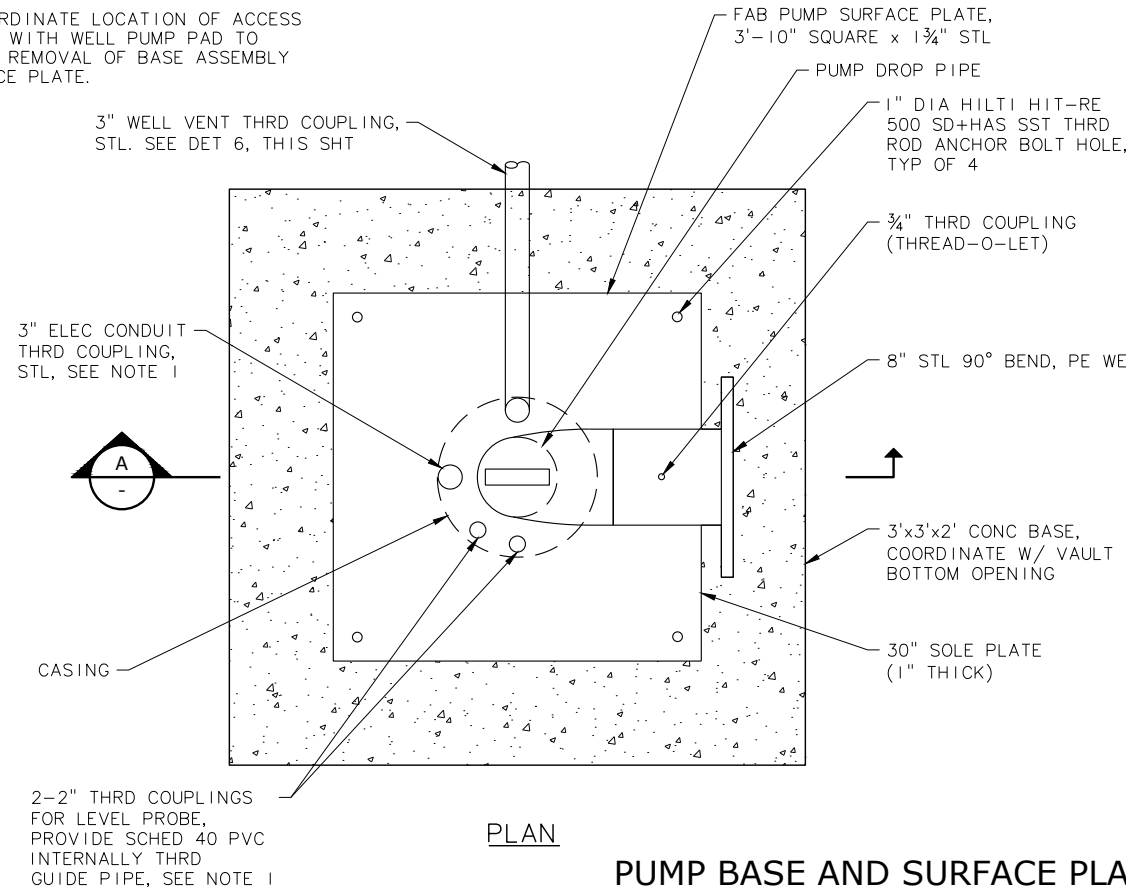 RDINATE LOCATION OF ACCESS
WITH WELL PUMP PAD TO
REMOVAL OF BASE ASSEMBLY
CE PLATE.
FAB PUMP SURFACE PLATE,
3'-10" SQUARE x 1¾" STL
PUMP DROP PIPE
3" WELL VENT THRD COUPLING,
STL. SEE DET 6, THIS SHT
1" DIA HILTI HIT-RE
500 SD+HAS SST THRD
ROD ANCHOR BOLT HOLE,
TYP OF 4
¾" THRD COUPLING
(THREAD-O-LET)
3" ELEC CONDUIT
THRD COUPLING,
STL, SEE NOTE 1
8" STL 90° BEND, PE WE
A
-
3'x3'x2' CONC BASE,
COORDINATE W/ VAULT
BOTTOM OPENING
CASING
30" SOLE PLATE
(1" THICK)
2-2" THRD COUPLINGS
FOR LEVEL PROBE,
PROVIDE SCHED 40 PVC
INTERNALLY THRD
GUIDE PIPE, SEE NOTE 1
PLAN
PUMP BASE AND SURFACE PLA